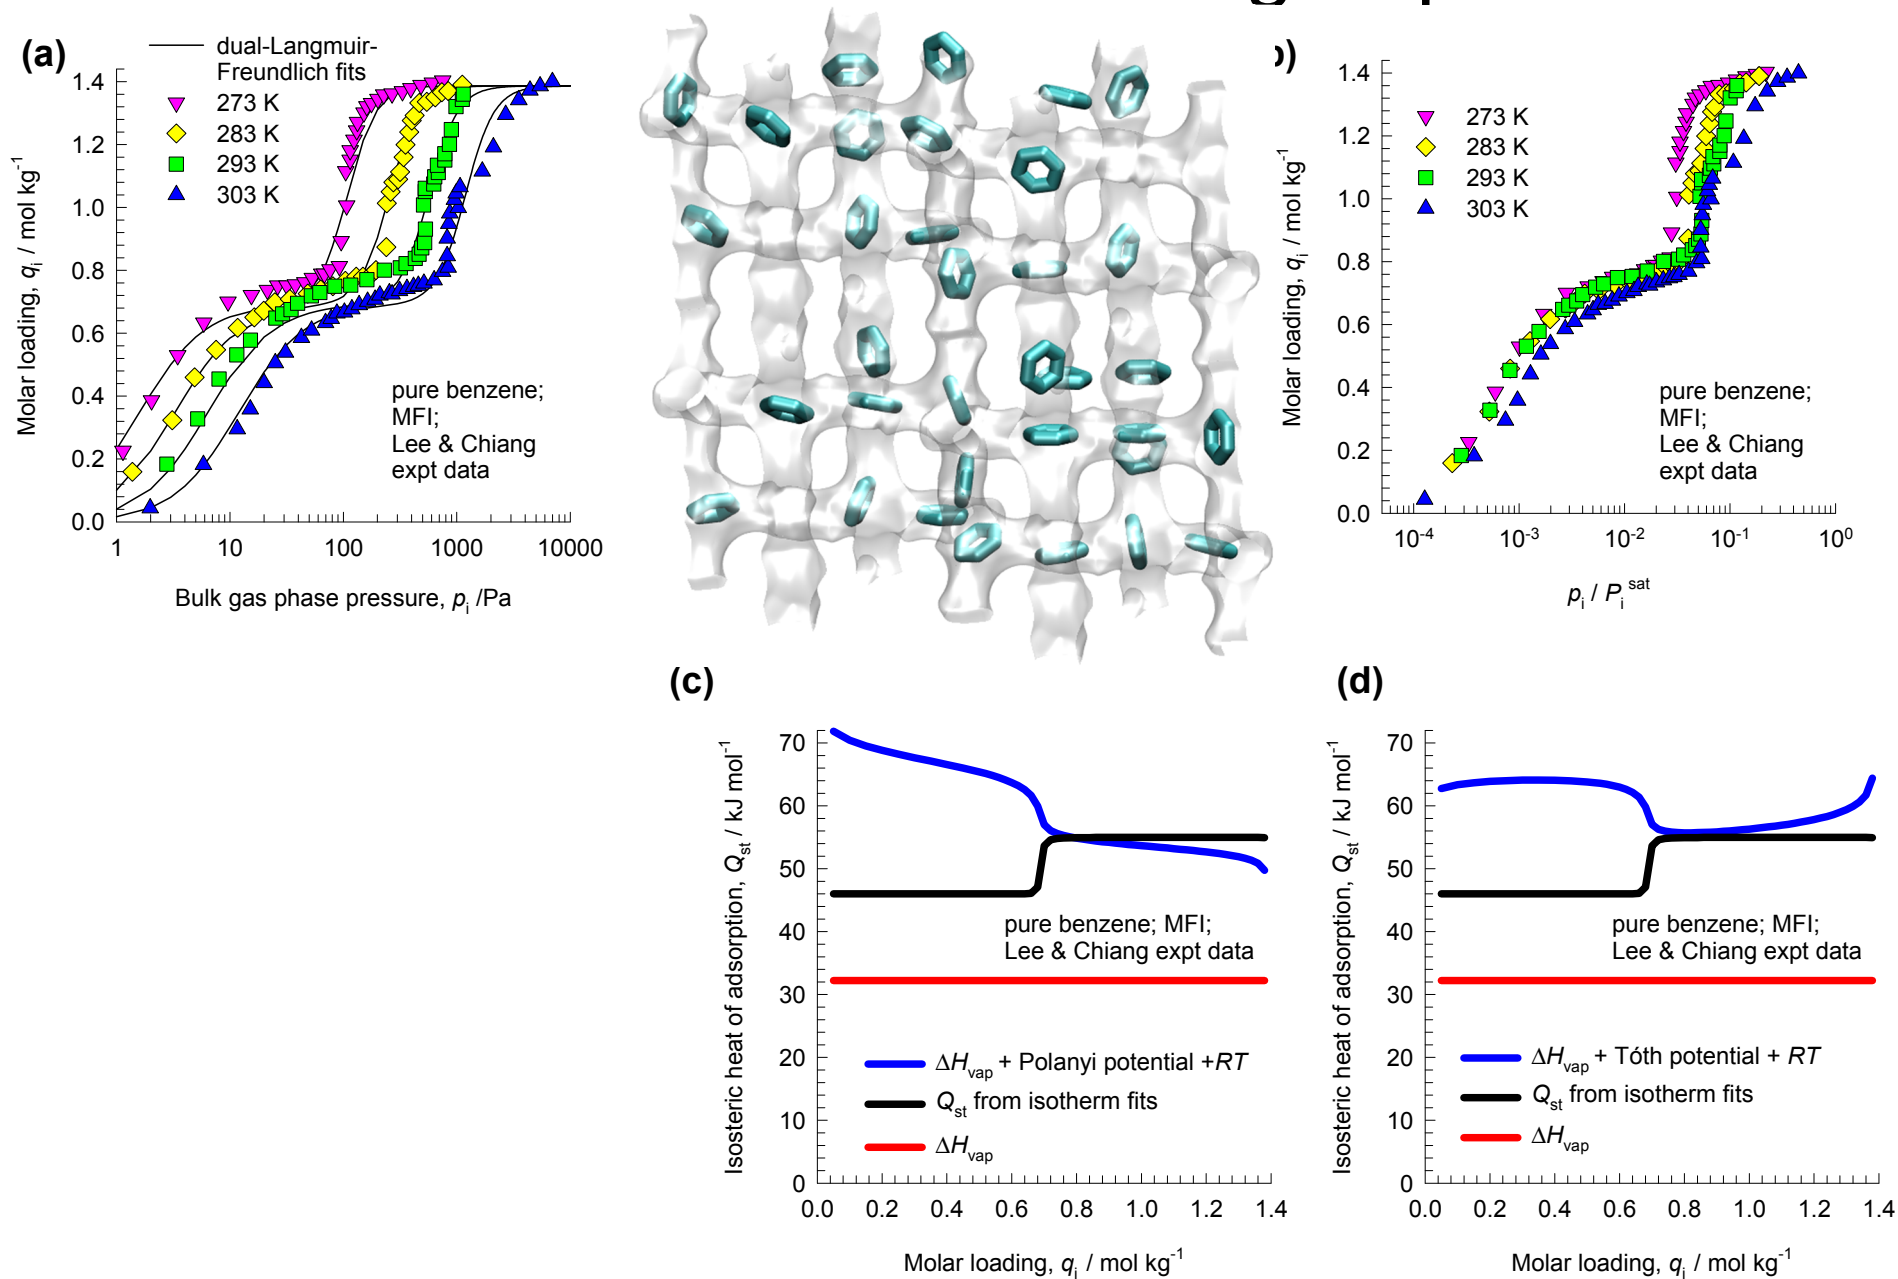 (a)
dual-Langmuir-
Freundlich fits
273 K
283 K
293 K
303 K
Molar loading, qi / mol kg-1
1.4
1.2
1.0
0.8
0.6
0.4
0.2
0.0
pure benzene;
MFI;
Lee & Chiang
expt data
1 10 100 1000 10000
Bulk gas phase pressure, pi /Pa
b)
273 K
283 K
293 K
303 K
Molar loading, qi / mol kg-1
1.4
1.2
1.0
0.8
0.6
0.4
0.2
0.0
pure benzene;
MFI;
Lee & Chiang
expt data
10-4 10-3 10-2 10-1 100
pi / Pi sat
(c)
Isosteric heat of adsorption, Qst / kJ mol-1
70
60
50
40
30
20
10
0
pure benzene; MFI;
Lee & Chiang expt data
ΔHvap + Polanyi potential +RT
Qst from isotherm fits
ΔHvap
0.0 0.2 0.4 0.6 0.8 1.0 1.2 1.4
Molar loading, qi / mol kg-1
(d)
Isosteric heat of adsorption, Qst / kJ mol-1
70
60
50
40
30
20
10
0
pure benzene; MFI;
Lee & Chiang expt data
ΔHvap + Tóth potential + RT
Qst from isotherm fits
ΔHvap
0.0 0.2 0.4 0.6 0.8 1.0 1.2 1.4
Molar loading, qi / mol kg-1